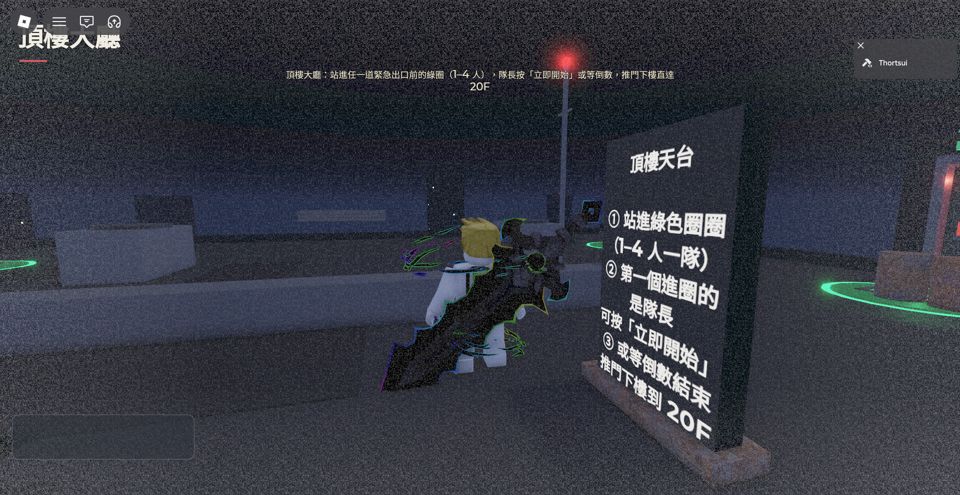 頂樓大廳
頂樓大廳：站進任一道緊急出口前的綠圈（1–4 人），隊長按「立即開始」或等倒數，推門下樓直達
20F
Thortsui
頂樓天台
① 站進綠色圈圈
（1–4 人一隊）
② 第一個進圈的
是隊長
可按「立即開始」
③ 或等倒數結束
推門下樓到 20F